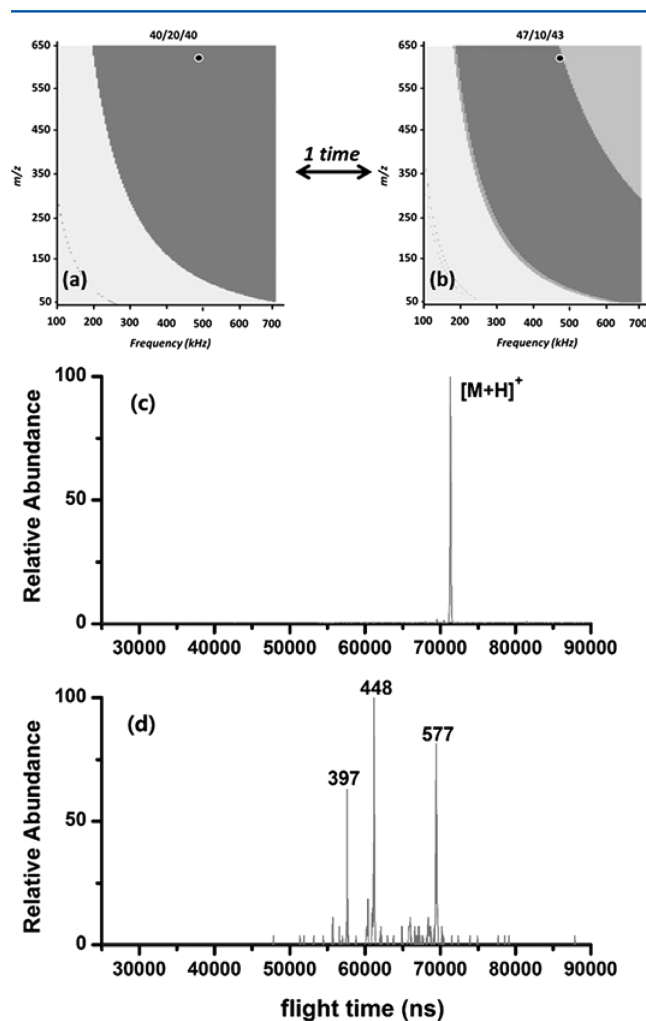 40/20/40
650
550
450
350
250
150
50
m/z
(a)
100 200 300 400 500 600 700
Frequency (kHz)
1 time
47/10/43
650
550
450
350
250
150
50
m/z
(b)
100 200 300 400 500 600 700
Frequency (kHz)
(c)
[M+H]+
100
50
0
Relative Abundance
30000 40000 50000 60000 70000 80000 90000
(d)
448
577
397
100
50
0
Relative Abundance
30000 40000 50000 60000 70000 80000 90000
flight time (ns)